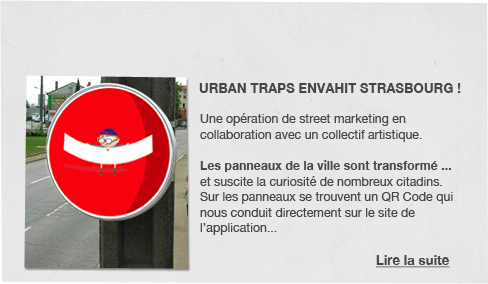 URBAN TRAPS ENVAHIT STRASBOURG !
Une opération de street marketing en
collaboration avec un collectif artistique.
Les panneaux de la ville sont transformé ...
et suscite la curiosité de nombreux citadins.
Sur les panneaux se trouvent un QR Code qui
nous conduit directement sur le site de
l'application...
Lire la suite